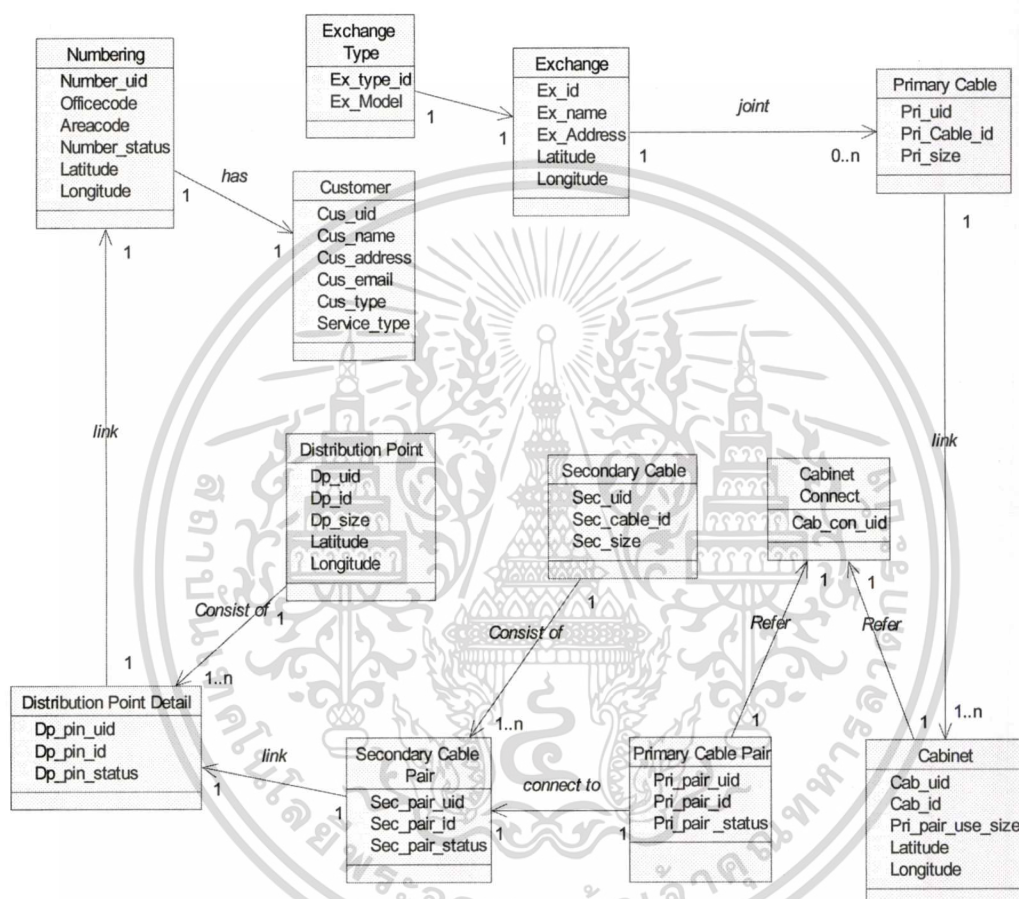 Numbering
Number_uid
Officecode
Areacode
Number_status
Latitude
Longitude
1
1
has
1
Exchange
Type
Ex_type_id
Ex_Model
1
1
Exchange
Ex_id
Ex_name
Ex_Address
Latitude
Longitude
1
joint
0..n
Primary Cable
Pri_uid
Pri_Cable_id
Pri_size
1
Customer
Cus_uid
Cus_name
Cus_address
Cus_email
Cus_type
Service_type
link
link
Distribution Point
Dp_uid
Dp_id
Dp_size
Latitude
Longitude
1
Consist of
1..n
Secondary Cable
Sec_uid
Sec_cable_id
Sec_size
1
Consist of
1..n
Cabinet
Connect
Cab_con_uid
1
1
Refer
Refer
1
1
1..n
1
Distribution Point Detail
Dp_pin_uid
Dp_pin_id
Dp_pin_status
1
link
1
Secondary Cable
Pair
Sec_pair_uid
Sec_pair_id
Sec_pair_status
1
connect to
1
Primary Cable Pair
Pri_pair_uid
Pri_pair_id
Pri_pair _status
Cabinet
Cab_uid
Cab_id
Pri_pair_use_size
Latitude
Longitude